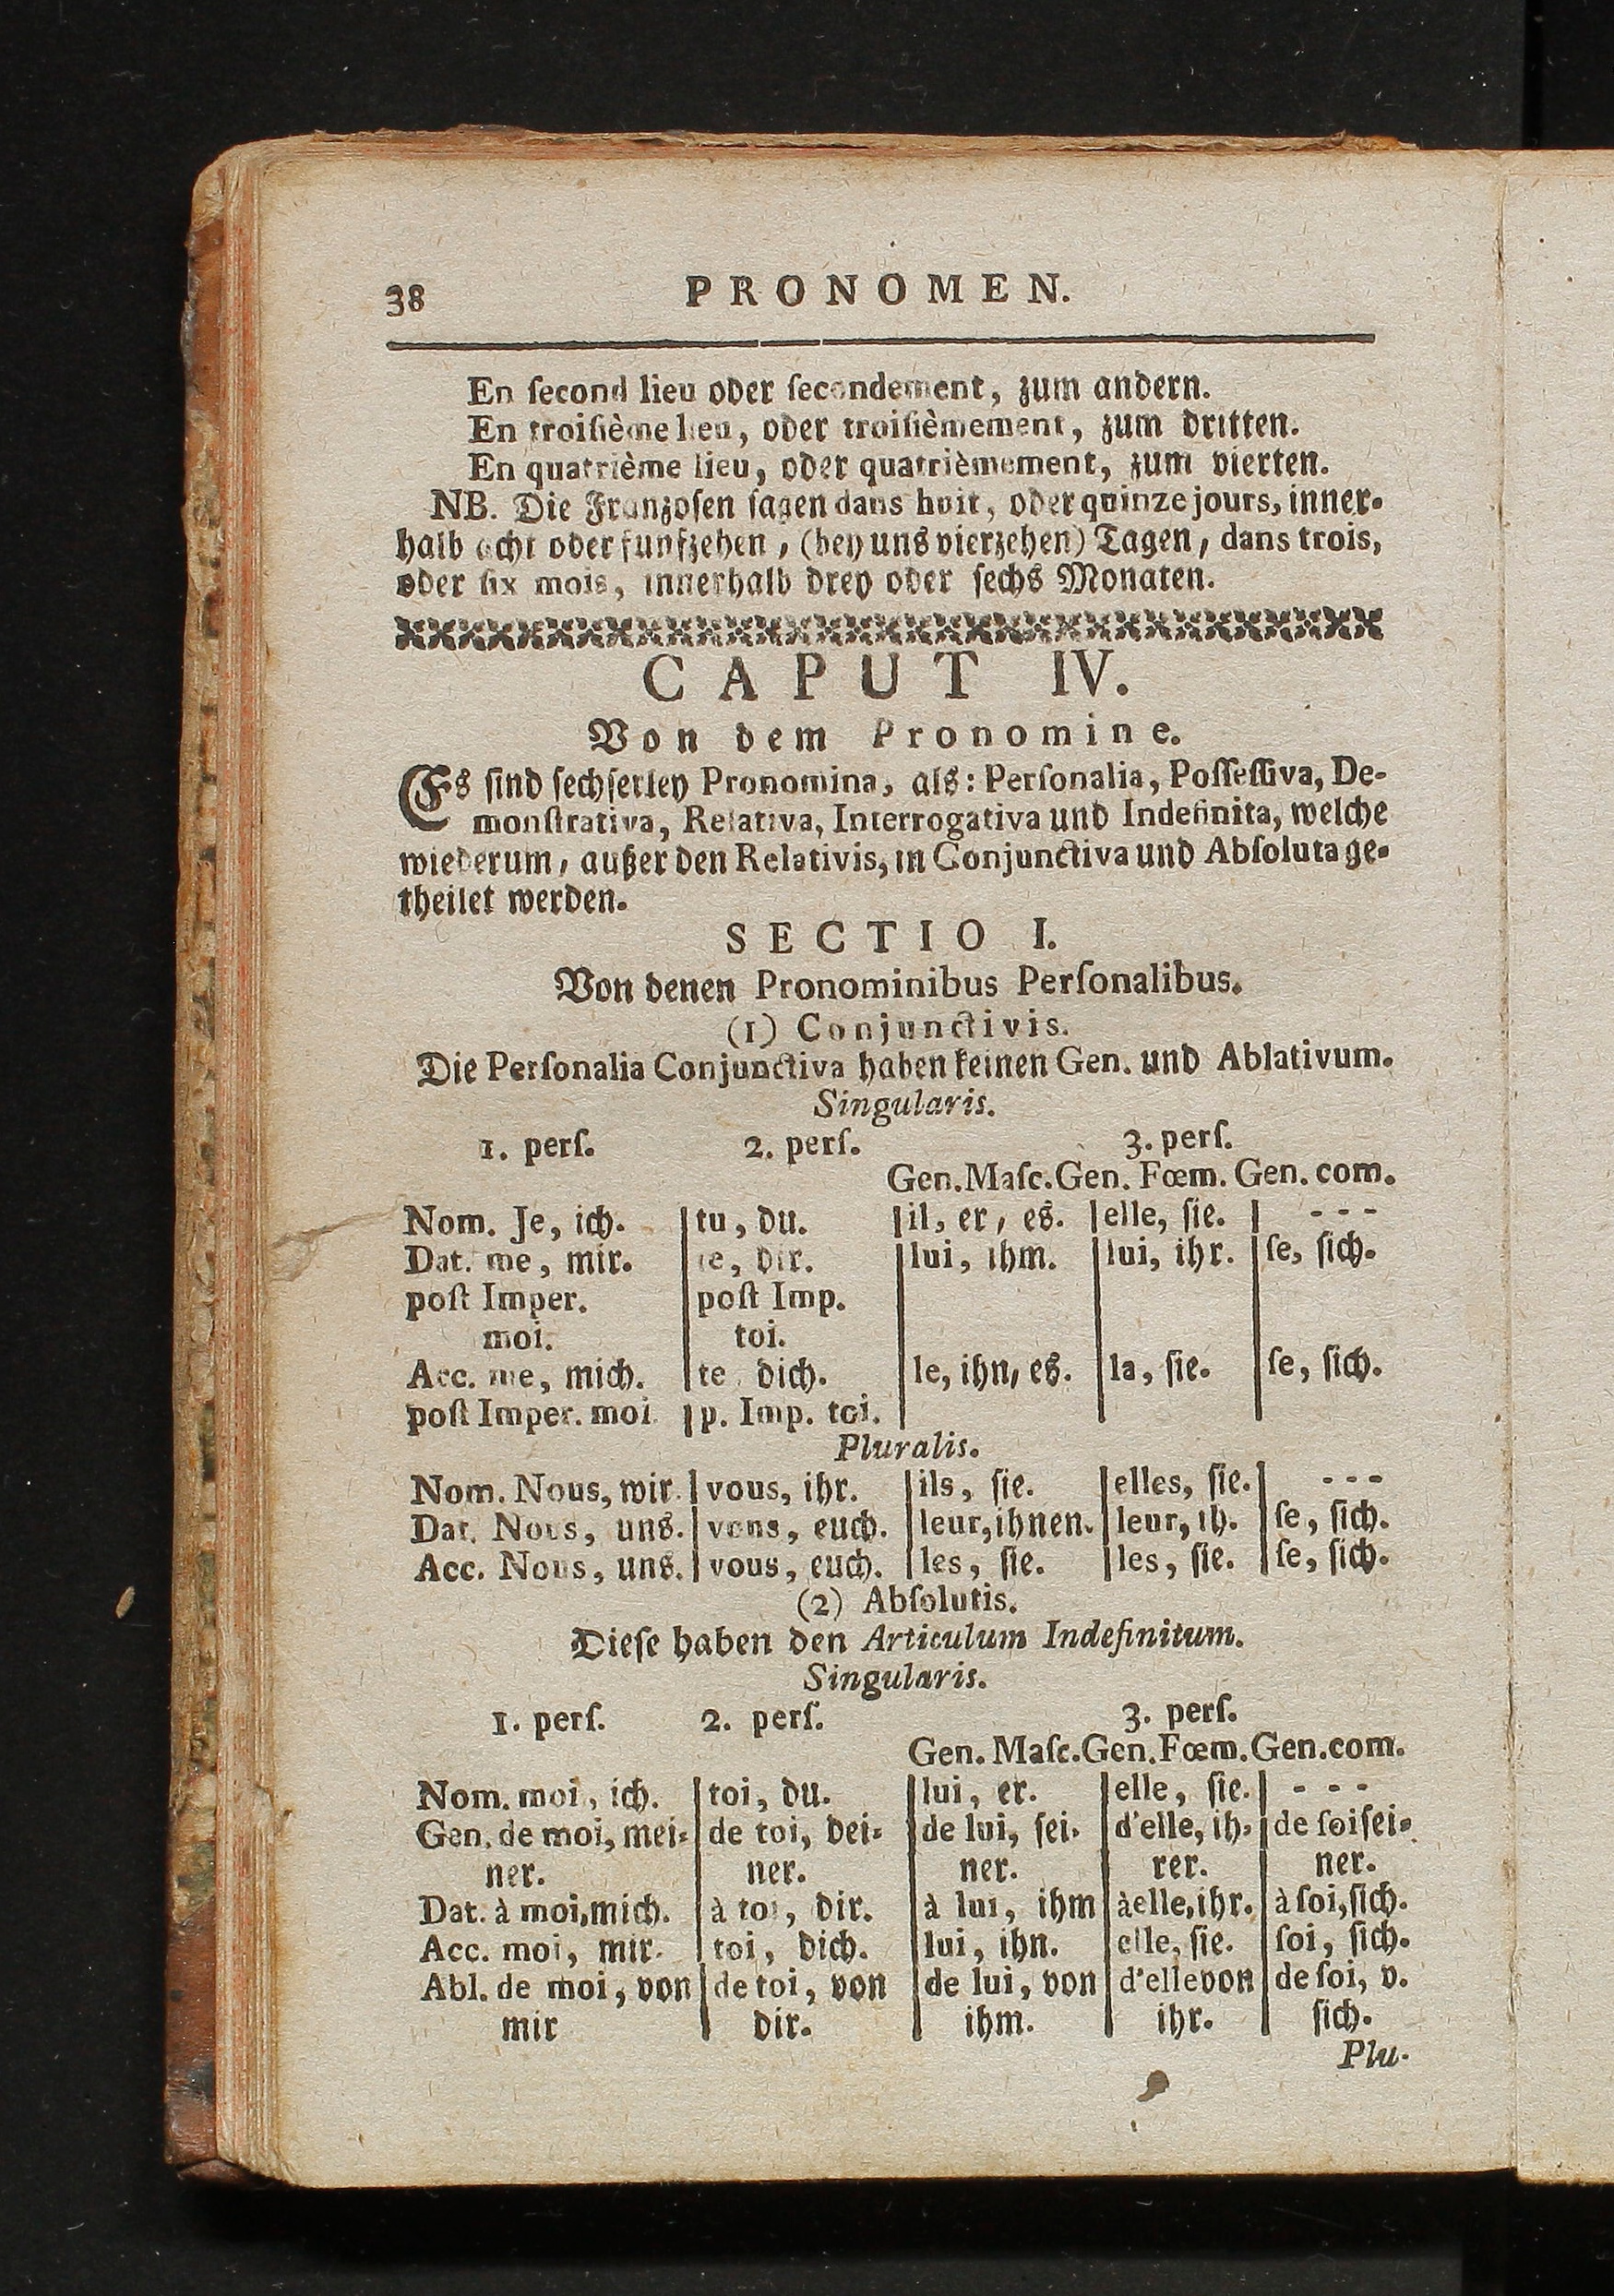 38 PRONOMEN.
En ſecond lieu oder ſecondement, zum andern.
En troiſième lieu, oder troiſièmement, zum dritten.
En quatrième lieu, oder quatrièmement, zum vierten.
NB. Die Franzoſen ſagen dans huit, oder quinze jours, inner-
halb acht oder funfzehen, (bey uns vierzehen) Tagen, dans trois,
oder ſix mois, innerhalb drey oder ſechs Monaten.
CAPUT IV.
Von dem Pronomine.
Es ſind ſechſerley Pronomina, als: Perſonalia, Poſſeſſiva, De-
monſtrativa, Relativa, Interrogativa und Indefinita, welche
wiederum, außer den Relativis, in Conjunctiva und Abſoluta ge-
theilet werden.
SECTIO I.
Von denen Pronominibus Perſonalibus.
(1) Conjunctivis.
Die Perſonalia Conjunctiva haben keinen Gen. und Ablativum.
Singularis.
1. perſ. 2. perſ. 3. perſ.
Gen. Maſc. Gen. Fœm. Gen. com.
Nom. Je, ich. | tu, du. | il, er, es. | elle, ſie. | - - -
Dat. me, mir. | te, dir. | lui, ihm. | lui, ihr. | ſe, ſich.
poſt Imper. | poſt Imp.
moi. | toi.
Acc. me, mich. | te dich. | le, ihn, es. | la, ſie. | ſe, ſich.
poſt Imper. moi | p. Imp. toi.
Pluralis.
Nom. Nous, wir. | vous, ihr. | ils, ſie. | elles, ſie. | - - -
Dat. Nous, uns. | vous, euch. | leur, ihnen. | leur, ih. | ſe, ſich.
Acc. Nous, uns. | vous, euch. | les, ſie. | les, ſie. | ſe, ſich.
(2) Abſolutis.
Dieſe haben den Articulum Indefinitum.
Singularis.
1. perſ. 2. perſ. 3. perſ.
Gen. Maſc. Gen. Fœm. Gen. com.
Nom. moi, ich. | toi, du. | lui, er. | elle, ſie. | - - -
Gen. de moi, mei- | de toi, dei- | de lui, ſei- | d'elle, ih- | de ſoi ſei-
ner. | ner. | ner. | rer. | ner.
Dat. à moi, mich. | à toi, dir. | à lui, ihm | à elle, ihr. | à ſoi, ſich.
Acc. moi, mir. | toi, dich. | lui, ihn. | elle, ſie. | ſoi, ſich.
Abl. de moi, von | de toi, von | de lui, von | d'elle von | de ſoi, v.
mir | dir. | ihm. | ihr. | ſich.
Plu-